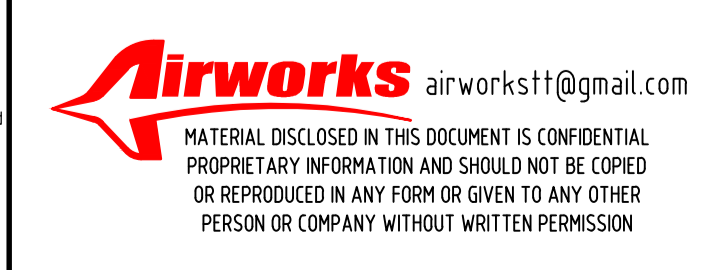 Airworks airworkstt@gmail.com
MATERIAL DISCLOSED IN THIS DOCUMENT IS CONFIDENTIAL
PROPRIETARY INFORMATION AND SHOULD NOT BE COPIED
OR REPRODUCED IN ANY FORM OR GIVEN TO ANY OTHER
PERSON OR COMPANY WITHOUT WRITTEN PERMISSION